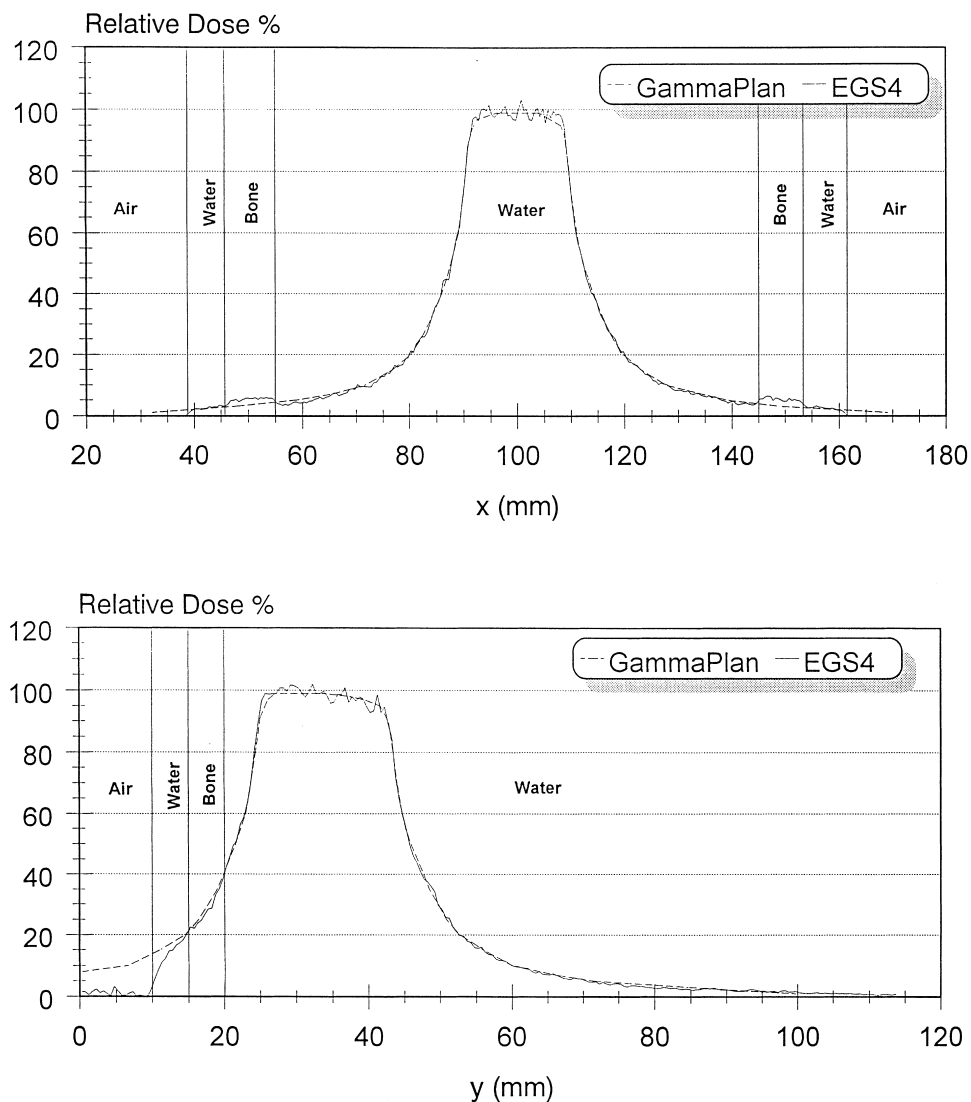 Relative Dose %
120
GammaPlan EGS4
100
80
Air Water Bone Water Bone Water Air
60
40
20
0
20 40 60 80 100 120 140 160 180
x (mm)
Relative Dose %
120
GammaPlan EGS4
100
80
Air Water Bone Water
60
40
20
0
0 20 40 60 80 100 120
y (mm)